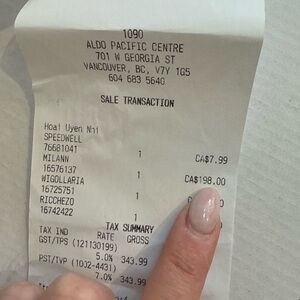 1090
ALDO PACIFIC CENTRE
701 W GEORGIA ST
VANCOUVER, BC, V7Y 1G5
604 683 5640
SALE TRANSACTION
Hoai Uyen Nhi
SPEEDWELL
76681041 1 CA$7.99
MILANN
16576137 1 CA$198.00
WIGOLLARIA
16725751 1
RICCHEZO
16742422 1
TAX SUMMARY
TAX IND RATE GROSS
GST/TPS (121130199)
5.0% 343.99
PST/TVP (1032-4431)
7.0% 343.99